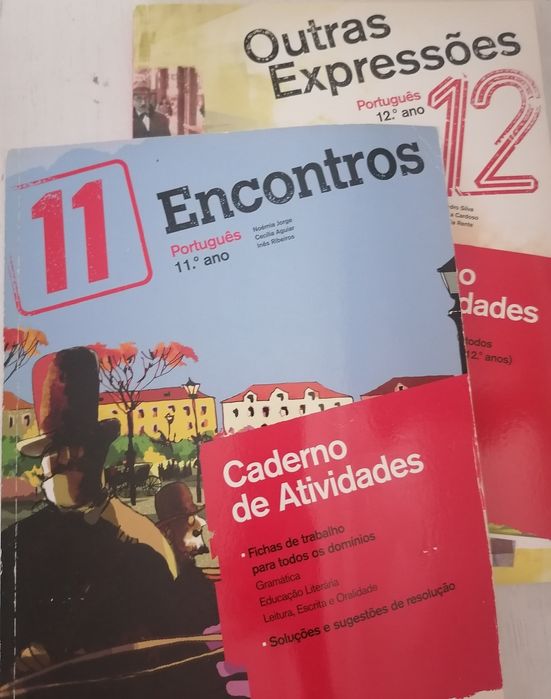 Outras
Expressões
Português
12.º ano
12
dro Silva
a Cardoso
ia Rente
o
dades
todos
12.º anos)
11
Encontros
Português
11.º ano
Noémia Jorge
Cecília Aguiar
Inês Ribeiros
Caderno
de Atividades
• Fichas de trabalho
para todos os domínios
Gramática
Educação Literária
Leitura, Escrita e Oralidade
• Soluções e sugestões de resolução